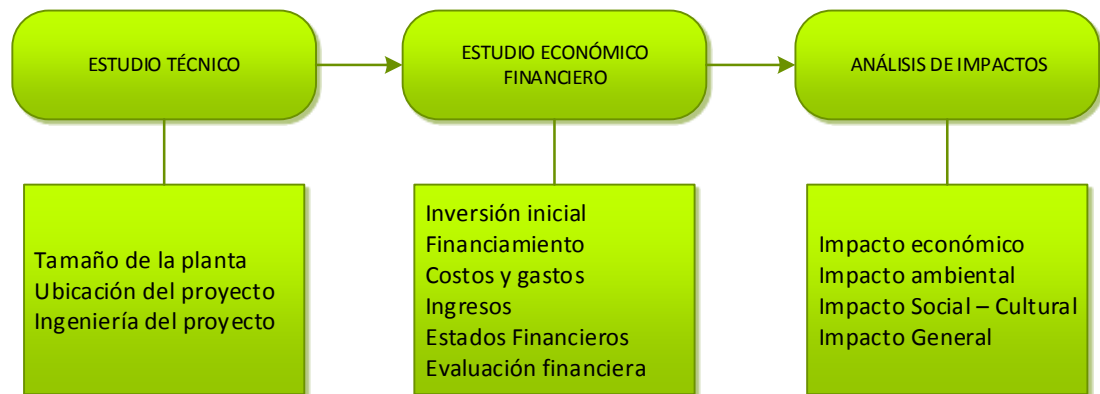 ESTUDIO TÉCNICO
ESTUDIO ECONÓMICO
FINANCIERO
ANÁLISIS DE IMPACTOS
Tamaño de la planta
Ubicación del proyecto
Ingeniería del proyecto
Inversión inicial
Financiamiento
Costos y gastos
Ingresos
Estados Financieros
Evaluación financiera
Impacto económico
Impacto ambiental
Impacto Social – Cultural
Impacto General